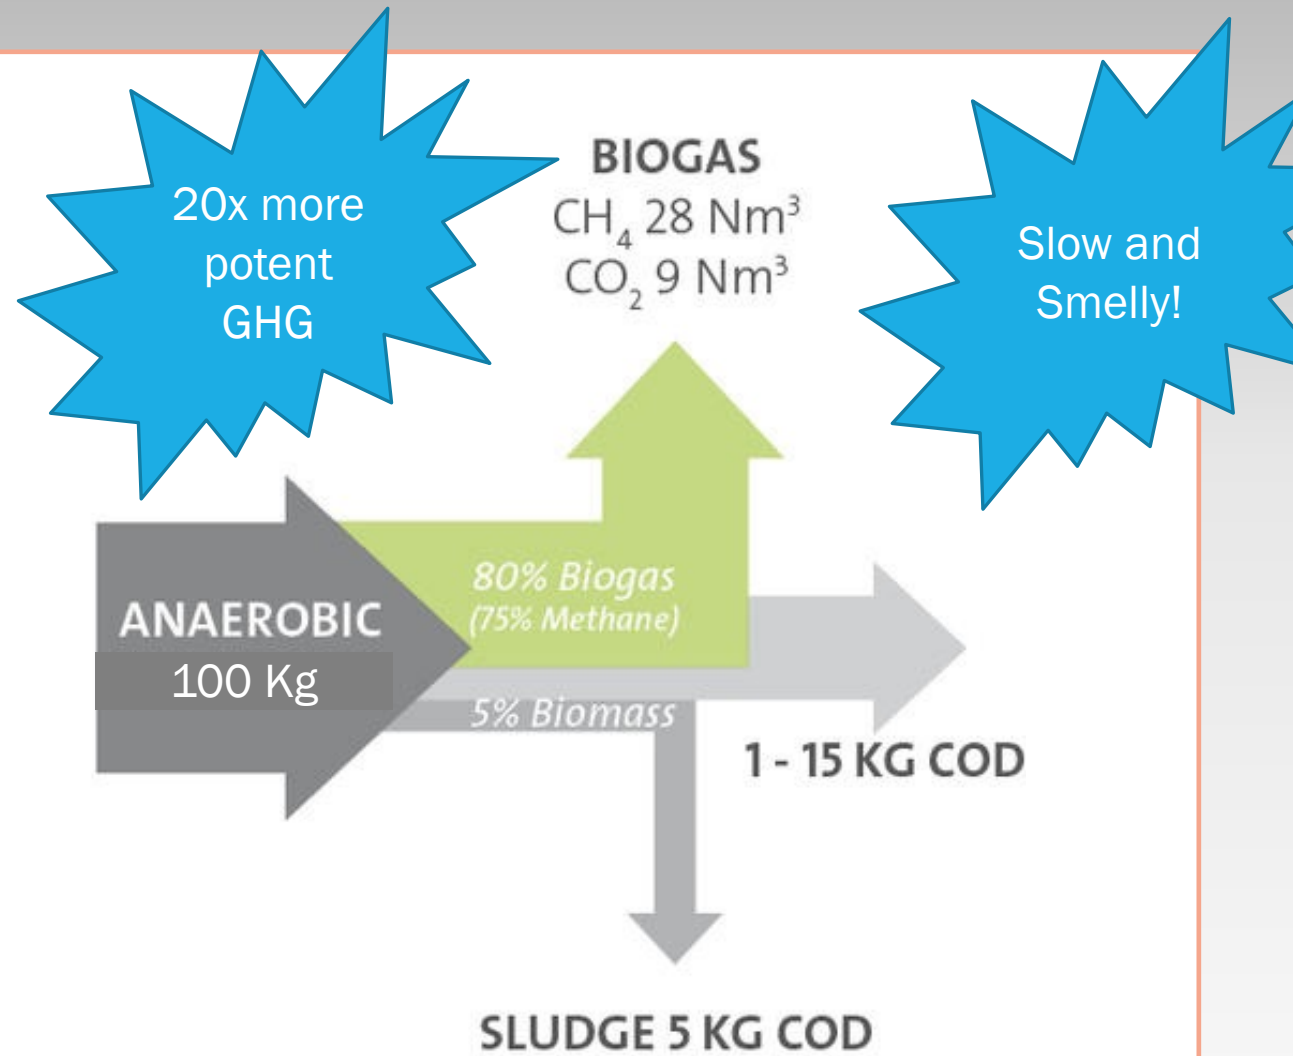 20x more
potent
GHG
BIOGAS
CH₄ 28 Nm³
CO₂ 9 Nm³
Slow and
Smelly!
80% Biogas
(75% Methane)
ANAEROBIC
100 Kg
5% Biomass
1 - 15 KG COD
SLUDGE 5 KG COD